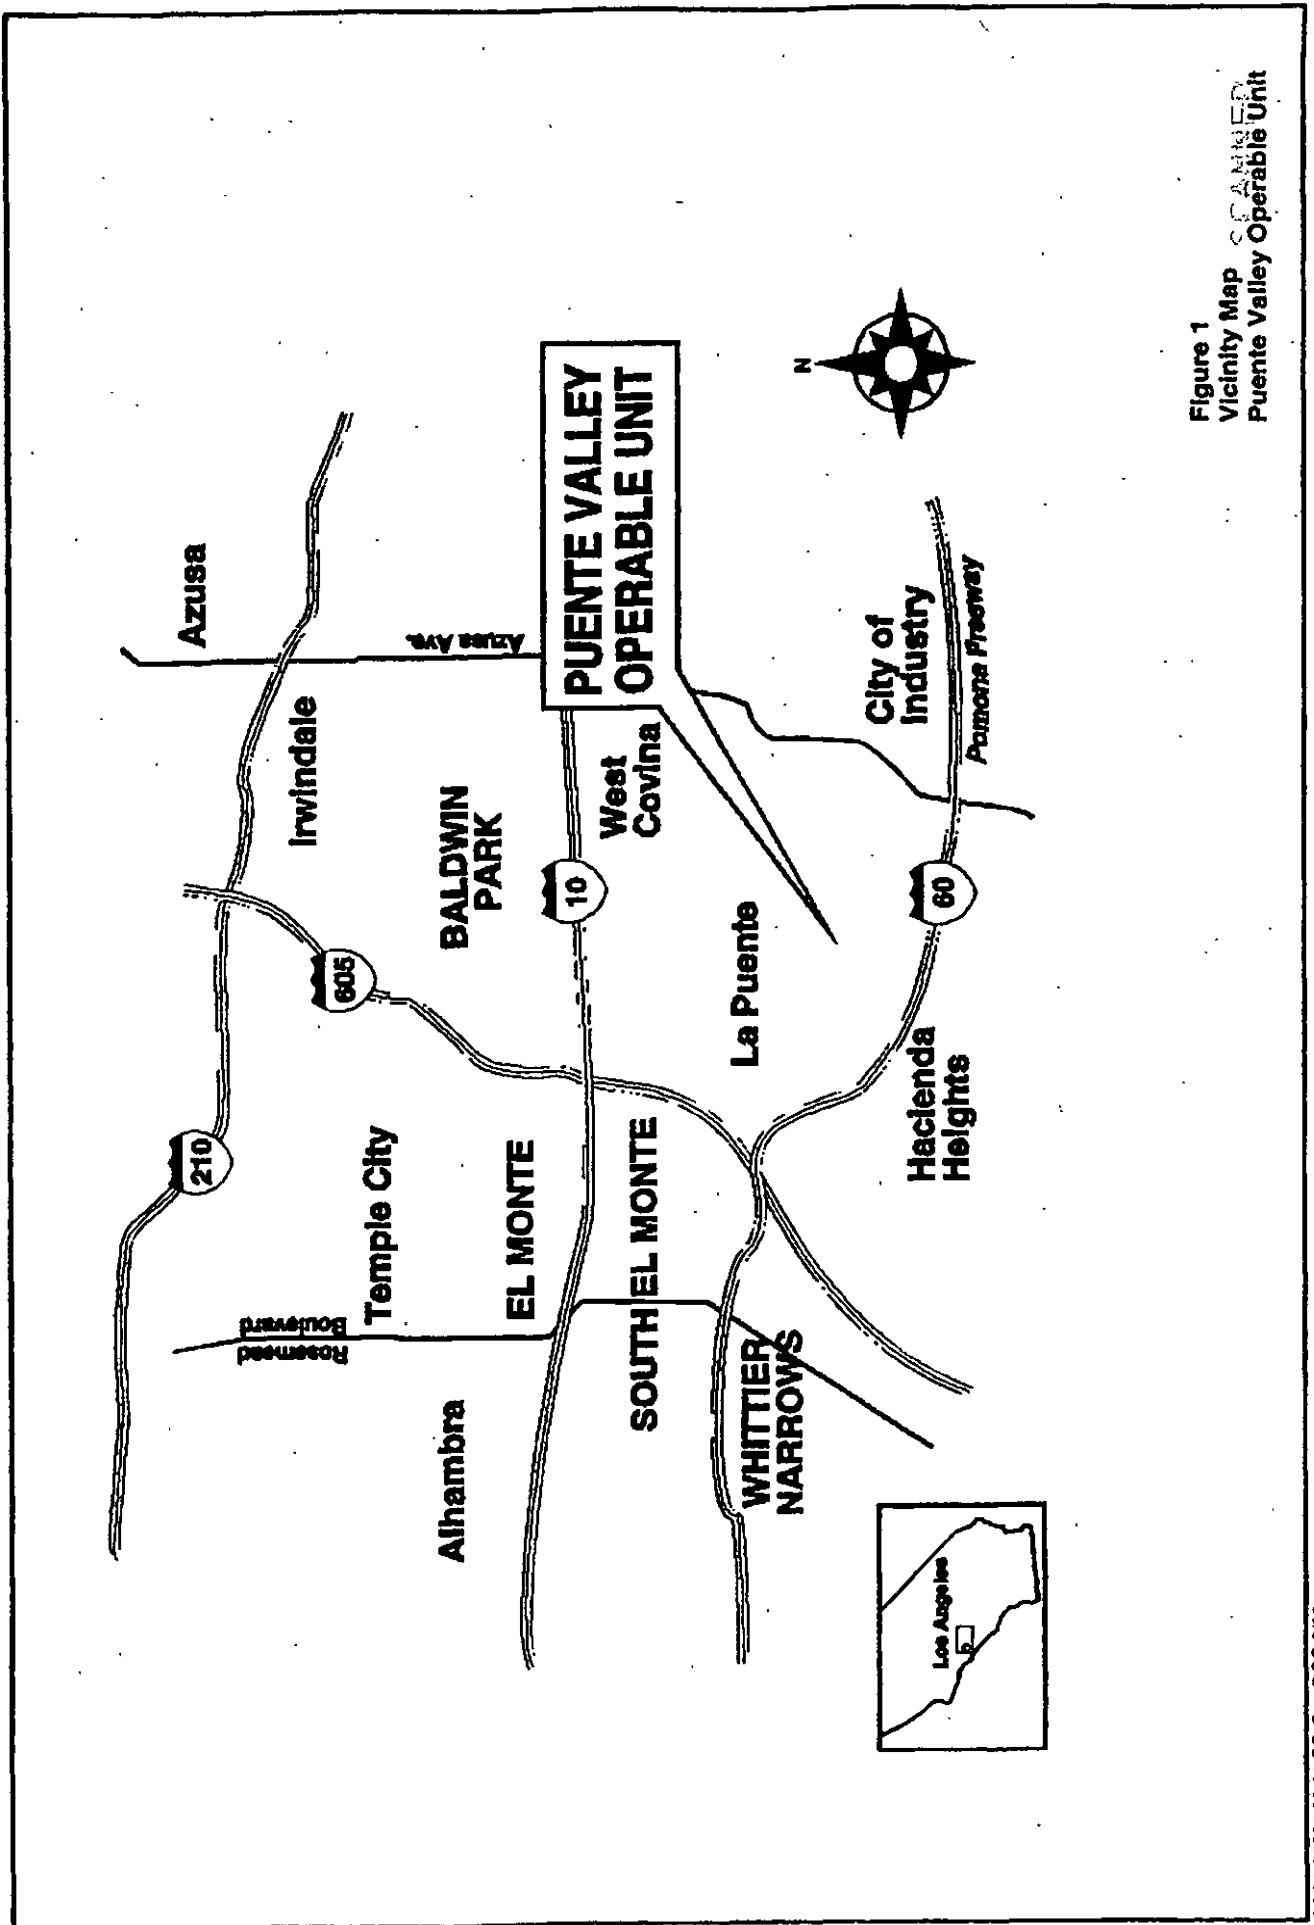 Azusa
Irwindale
210
605
Azusa Ave.
Rosemead
Boulevard
Temple City
BALDWIN
PARK
Alhambra
EL MONTE
10
PUENTE VALLEY
OPERABLE UNIT
West
Covina
SOUTH EL MONTE
La Puente
WHITTIER
NARROWS
N
City of
Industry
60
Hacienda
Heights
Pomona Freeway
Los Angeles
Figure 1
Vicinity Map SCANNED
Puente Valley Operable Unit